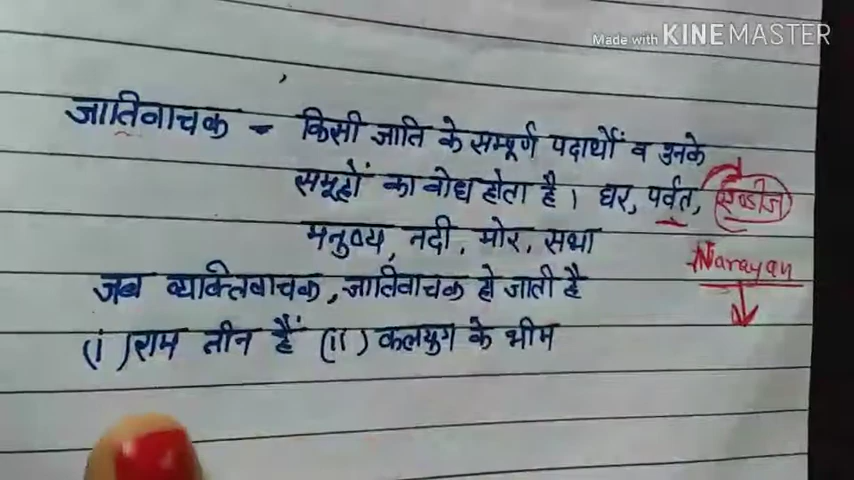 Made with KINEMASTER
जातिवाचक - किसी जाति के सम्पूर्ण पदार्थों व उनके
समूहों का बोध होता है। घर, पर्वत, एण्डीज
मनुष्य, नदी, मोर, सभा
Narayan
जब व्यक्तिवाचक, जातिवाचक हो जाती है
(i) राम तीन हैं (ii) कलयुग के भीम